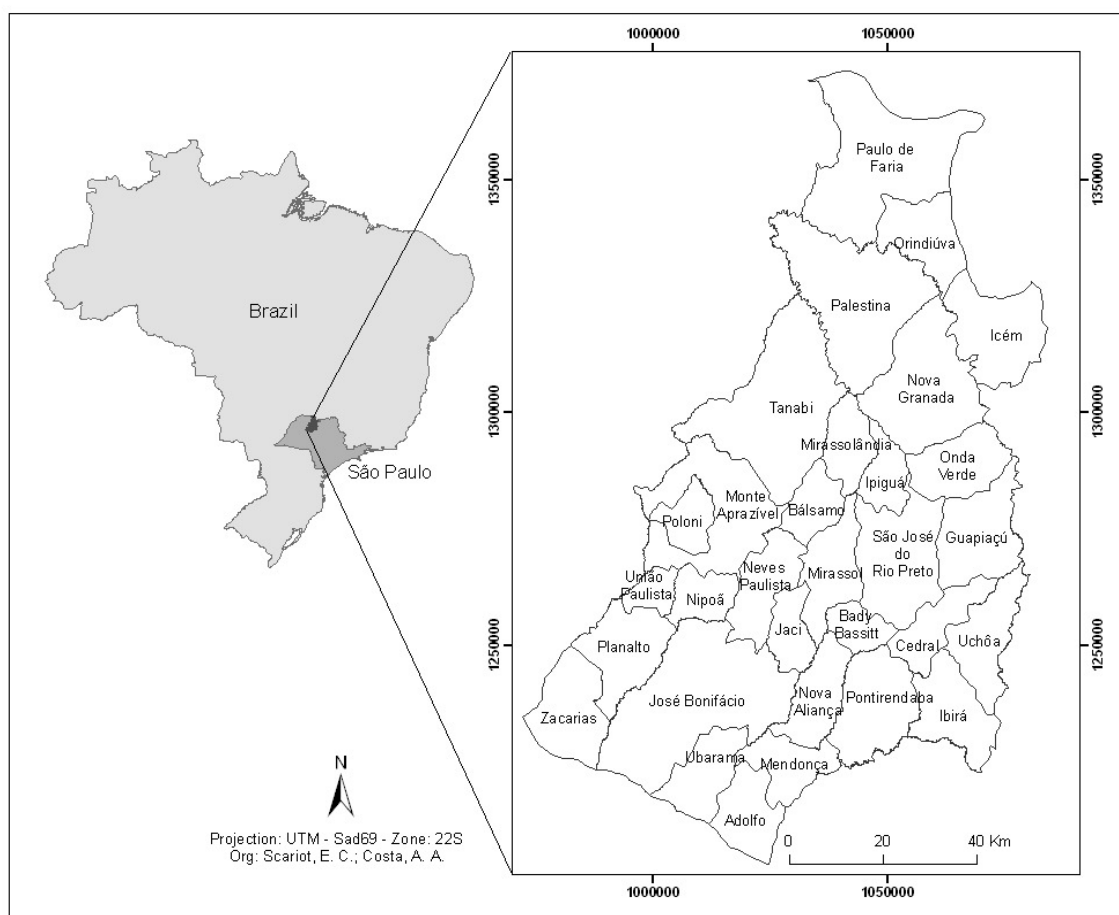 1000000
1050000
1350000
1350000
1300000
1300000
1250000
1250000
1000000
1050000
Brazil
São Paulo
N
Projection: UTM - Sad69 - Zone: 22S
Org: Scariot, E. C.; Costa, A. A.
Paulo de
Faria
Orindiúva
Palestina
Icém
Nova
Granada
Tanabi
Mirassolândia
Onda
Verde
Ipiguá
Monte
Aprazível
Bálsamo
Poloni
São José
do
Rio Preto
Guapiaçú
Neves
Paulista
Mirassol
União
Paulista
Nipoã
Jaci
Bady
Bassitt
Cedral
Uchôa
Planalto
José Bonifácio
Nova
Aliança
Pontirendaba
Ibirá
Zacarias
Ubarama
Mendonça
Adolfo
0 20 40 Km